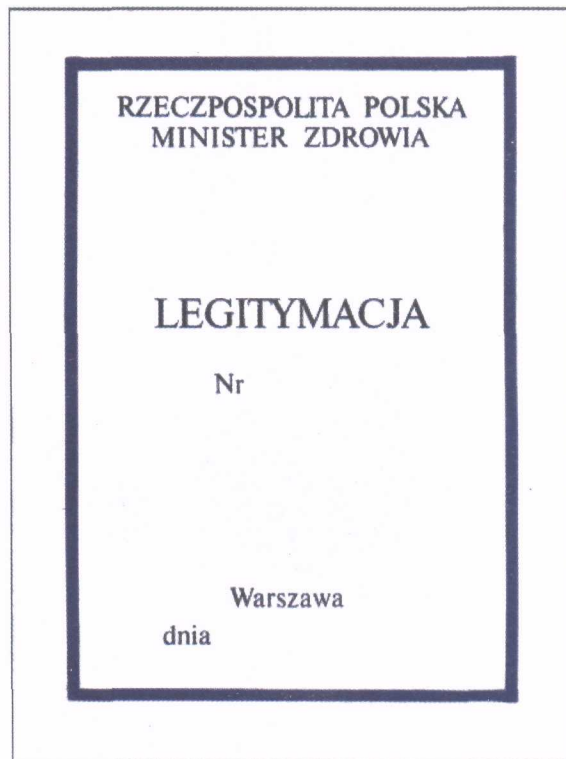 RZECZPOSPOLITA POLSKA
MINISTER ZDROWIA
LEGITYMACJA
Nr
Warszawa
dnia